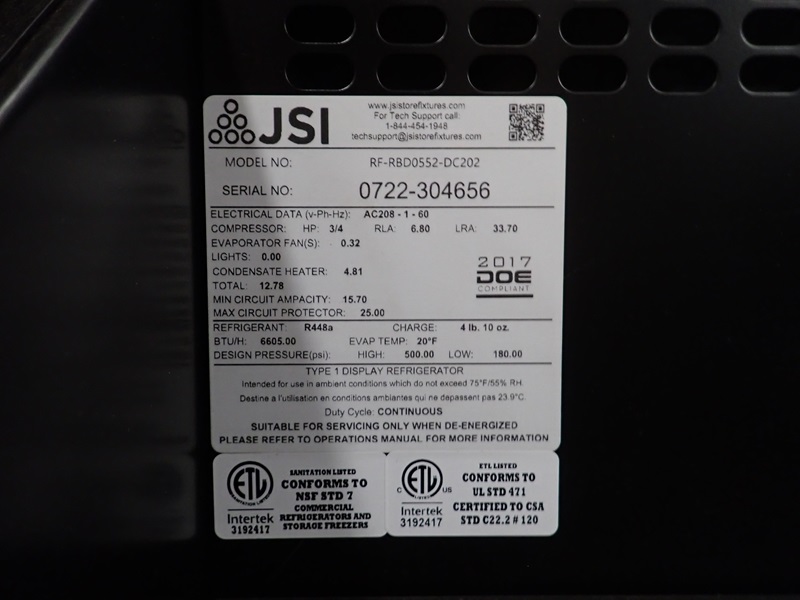 JSI
www.jsistorefixtures.com
For Tech Support call:
1-844-454-1948
techsupport@jsistorefixtures.com
MODEL NO: RF-RBD0552-DC202
SERIAL NO: 0722-304656
ELECTRICAL DATA (v-Ph-Hz): AC208 - 1 - 60
COMPRESSOR: HP: 3/4 RLA: 6.80 LRA: 33.70
EVAPORATOR FAN(S): 0.32
LIGHTS: 0.00
CONDENSATE HEATER: 4.81
TOTAL: 12.78
MIN CIRCUIT AMPACITY: 15.70
MAX CIRCUIT PROTECTOR: 25.00
2017
DOE
COMPLIANT
REFRIGERANT: R448a CHARGE: 4 lb. 10 oz.
BTU/H: 6605.00 EVAP TEMP: 20°F
DESIGN PRESSURE(psi): HIGH: 500.00 LOW: 180.00
TYPE 1 DISPLAY REFRIGERATOR
Intended for use in ambient conditions which do not exceed 75°F/55% RH.
Destine a l'utilisation en conditions ambiantes qui ne depassent pas 23.9°C.
Duty Cycle: CONTINUOUS
SUITABLE FOR SERVICING ONLY WHEN DE-ENERGIZED
PLEASE REFER TO OPERATIONS MANUAL FOR MORE INFORMATION
ETL
Intertek
3192417
SANITATION LISTED
CONFORMS TO
NSF STD 7
COMMERCIAL
REFRIGERATORS AND
STORAGE FREEZERS
C ETL US
Intertek
3192417
ETL LISTED
CONFORMS TO
UL STD 471
CERTIFIED TO CSA
STD C22.2 # 120